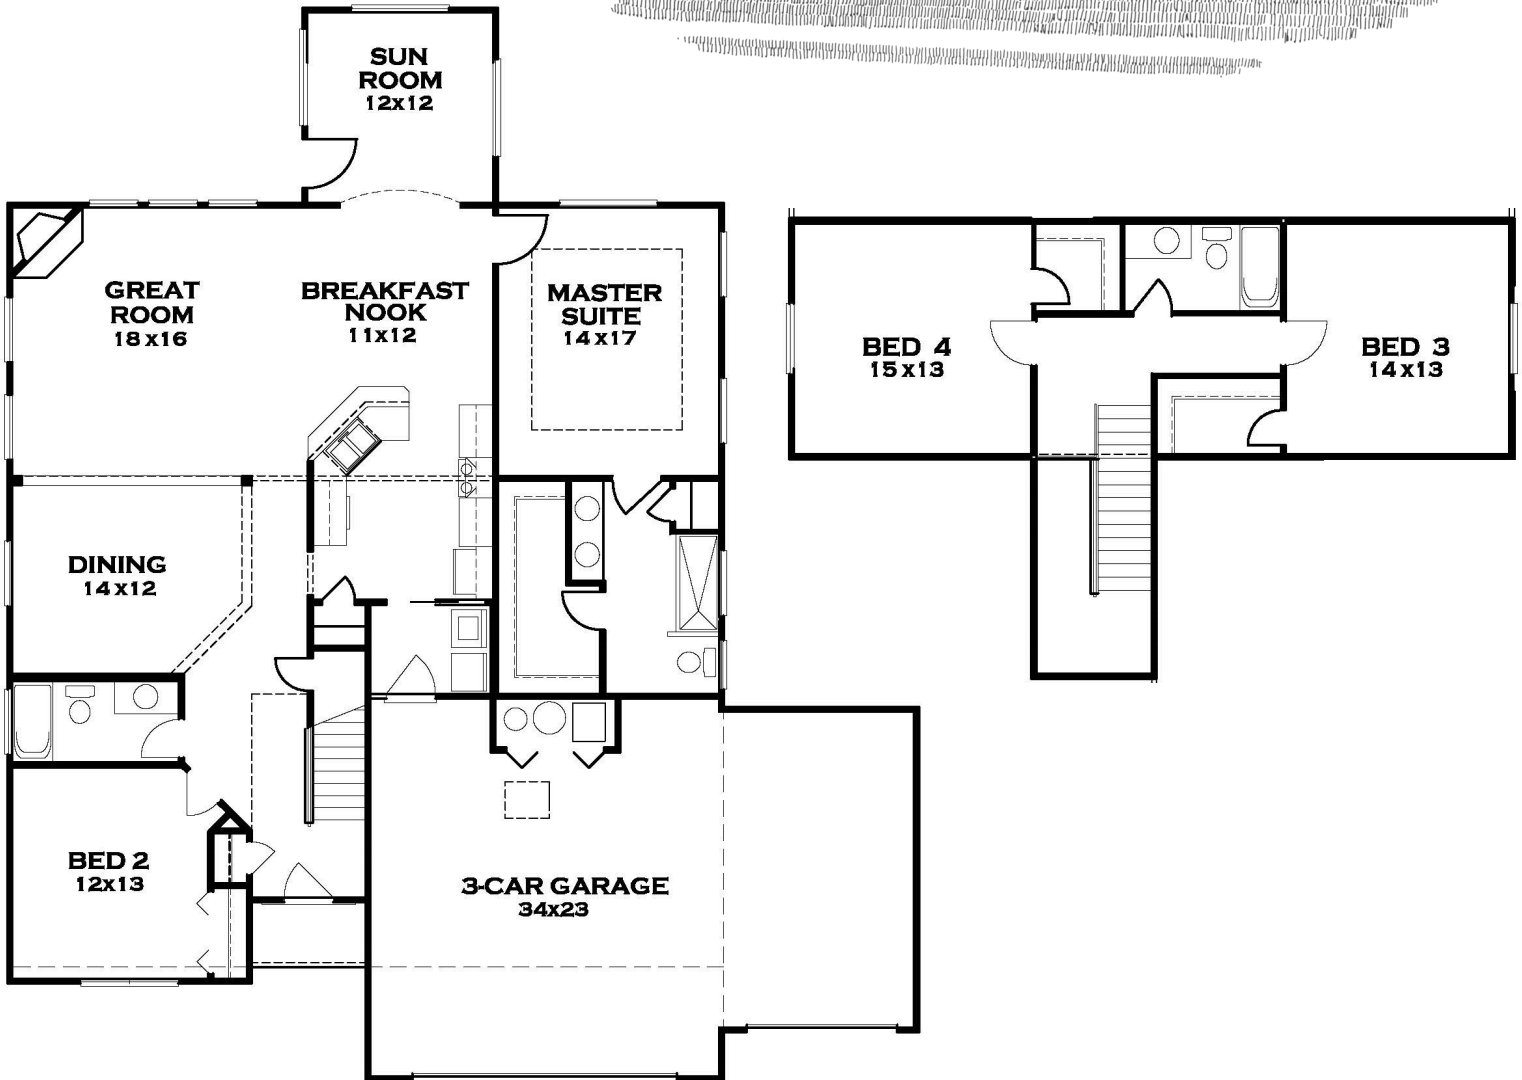 SUN
ROOM
12x12
GREAT
ROOM
18x16
BREAKFAST
NOOK
11x12
MASTER
SUITE
14x17
BED 4
15x13
BED 3
14x13
DINING
14x12
BED 2
12x13
3-CAR GARAGE
34x23